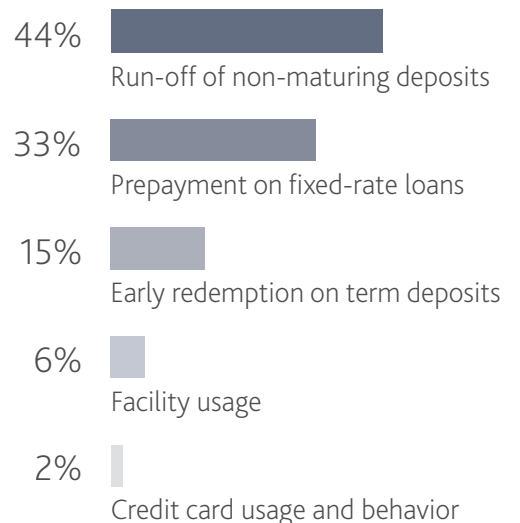 44%
Run-off of non-maturing deposits
33%
Prepayment on fixed-rate loans
15%
Early redemption on term deposits
6%
Facility usage
2%
Credit card usage and behavior